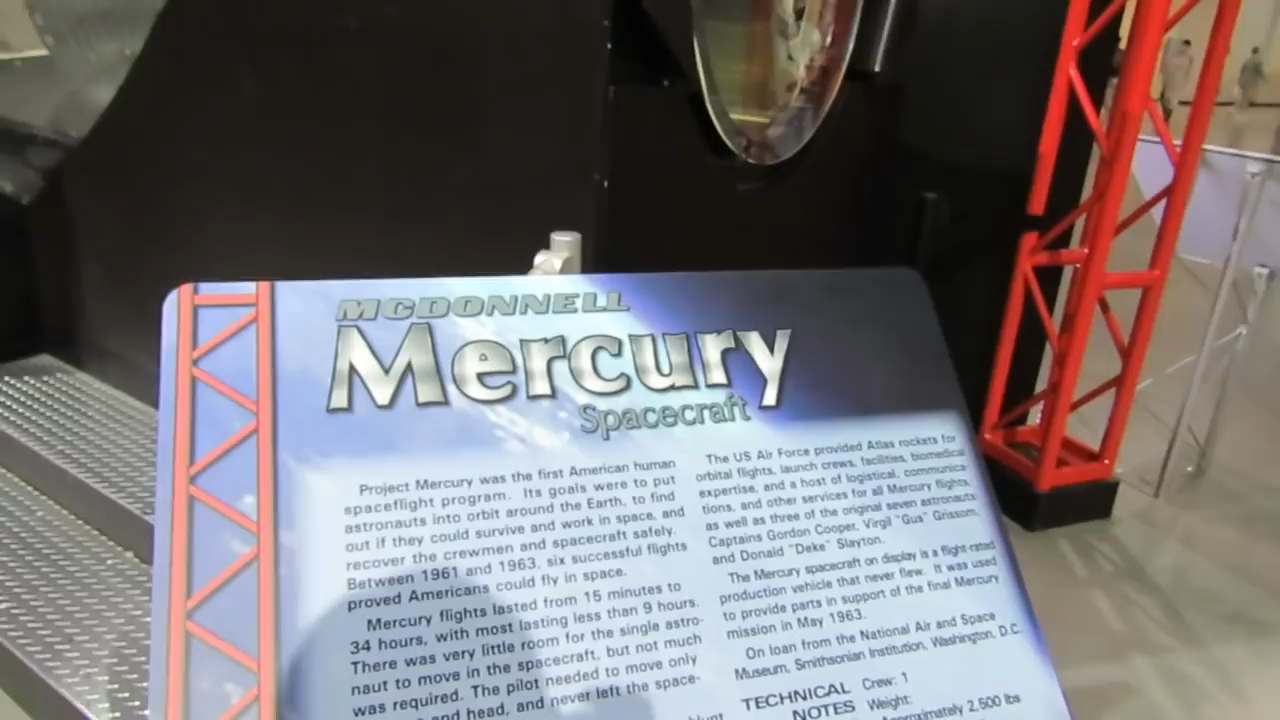 McDONNELL
Mercury
Spacecraft
Project Mercury was the first American human
spaceflight program. Its goals were to put
astronauts into orbit around the Earth, to find
out if they could survive and work in space, and
recover the crewmen and spacecraft safely.
Between 1961 and 1963, six successful flights
proved Americans could fly in space.
Mercury flights lasted from 15 minutes to
34 hours, with most lasting less than 9 hours.
There was very little room for the single astro-
naut to move in the spacecraft, but not much
was required. The pilot needed to move only
and head, and never left the space-
blunt
The US Air Force provided Atlas rockets for
orbital flights, launch crews, facilities, biomedical
expertise, and a host of logistical, communica-
tions, and other services for all Mercury flights,
as well as three of the original seven astronauts:
Captains Gordon Cooper, Virgil "Gus" Grissom,
and Donald "Deke" Slayton.
The Mercury spacecraft on display is a flight-rated
production vehicle that never flew. It was used
to provide parts in support of the final Mercury
mission in May 1963.
On loan from the National Air and Space
Museum, Smithsonian Institution, Washington, D.C.
TECHNICAL
NOTES
Crew: 1
Weight:
Approximately 2,500 lbs